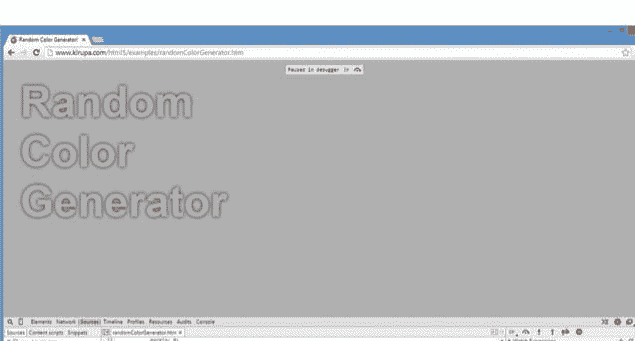 Random Color Generator!
www.kirupa.com/html5/examples/randomColorGenerator.htm
Paused in debugger
Random
Color
Generator
Elements Network Sources Timeline Profiles Resources Audits Console
Sources Content scripts Snippets randomColorGenerator.htm